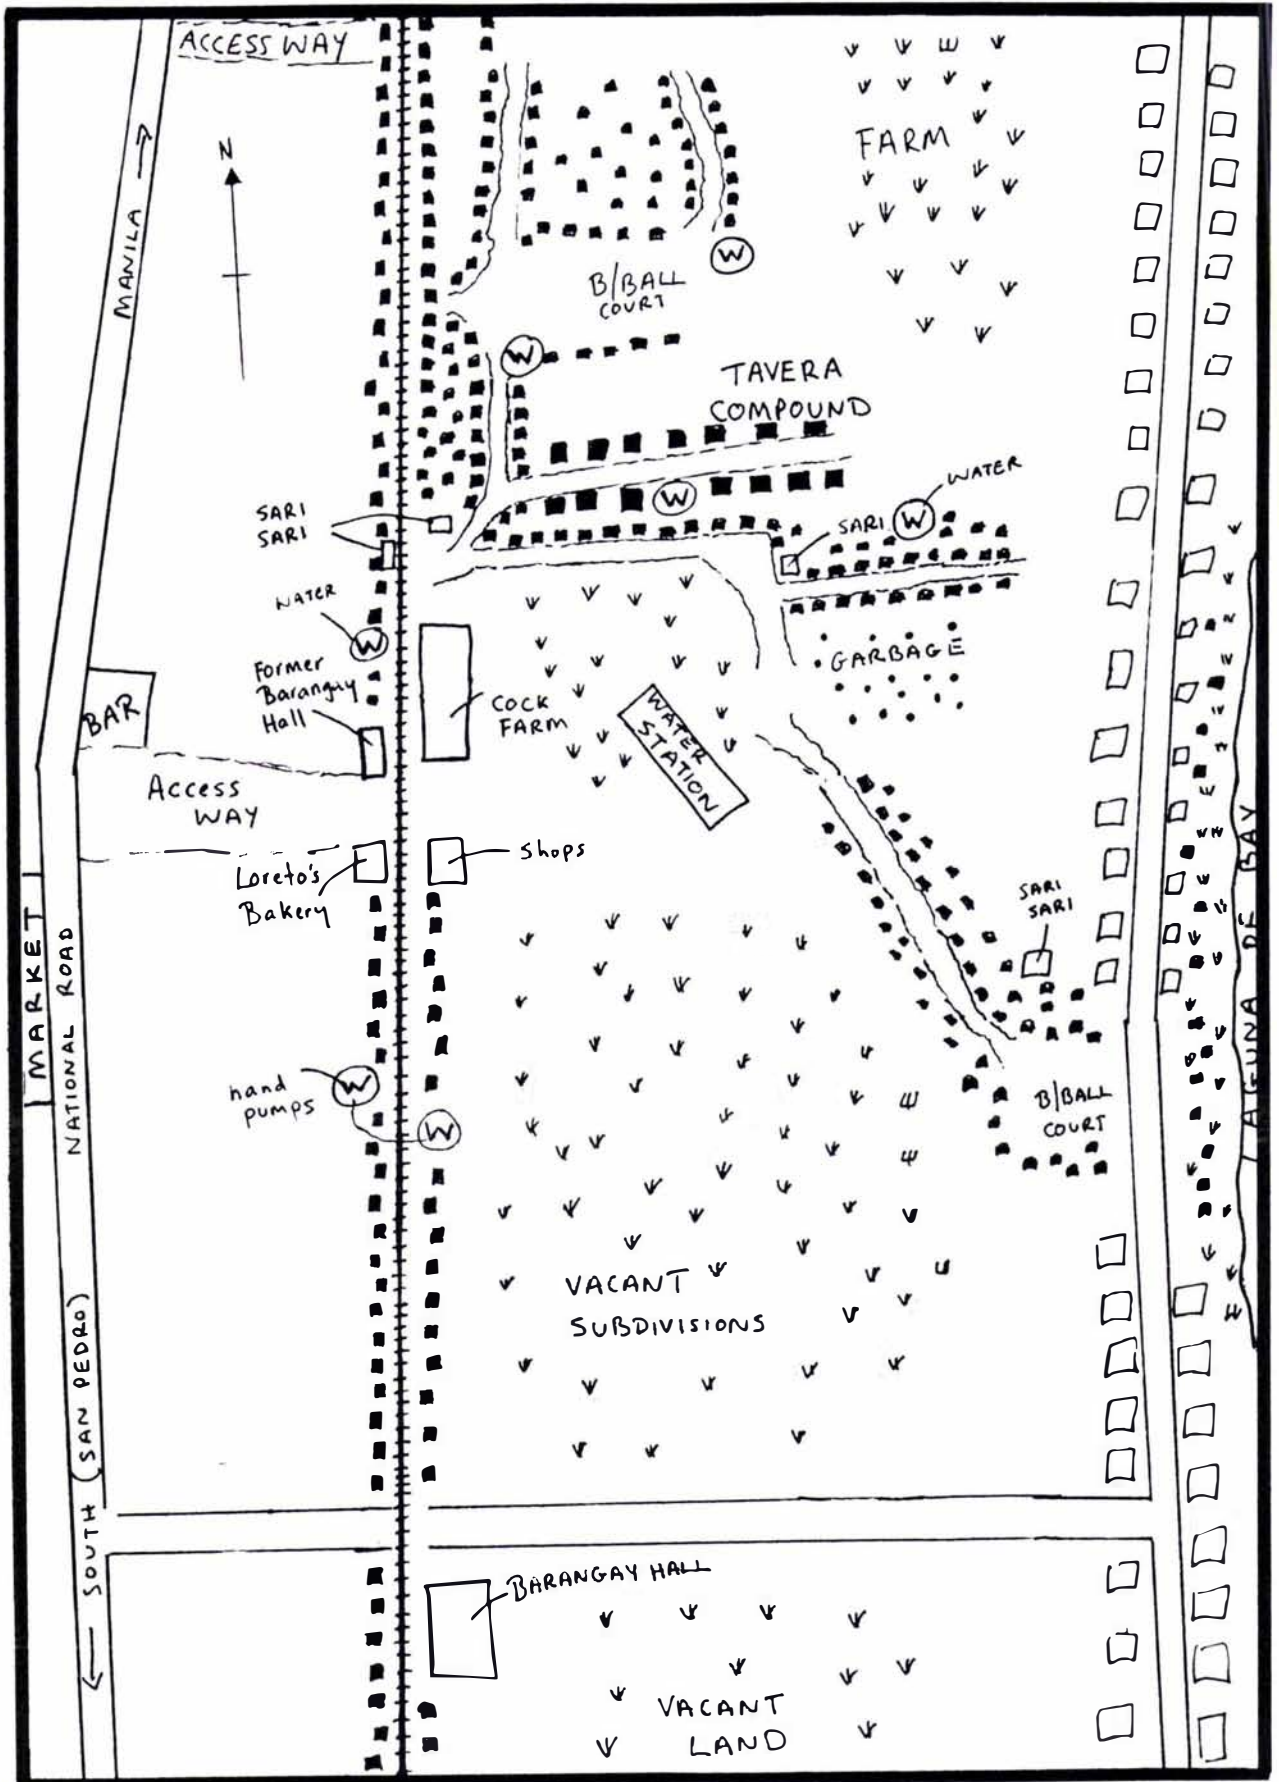 ACCESS WAY
N
MANILA
FARM
W
B/BALL
COURT
W
TAVERA
COMPOUND
WATER
W
SARI
SARI
SARI
W
WATER
W
Former
Barangay
Hall
GARBAGE
BAR
COCK
FARM
WATER
STATION
Access
WAY
Shops
Loreto's
Bakery
SARI
SARI
MARKET
NATIONAL ROAD
LAGUNA DE BAY
hand
pumps
W
W
B/BALL
COURT
VACANT
SUBDIVISIONS
SOUTH (SAN PEDRO)
BARANGAY HALL
VACANT
LAND